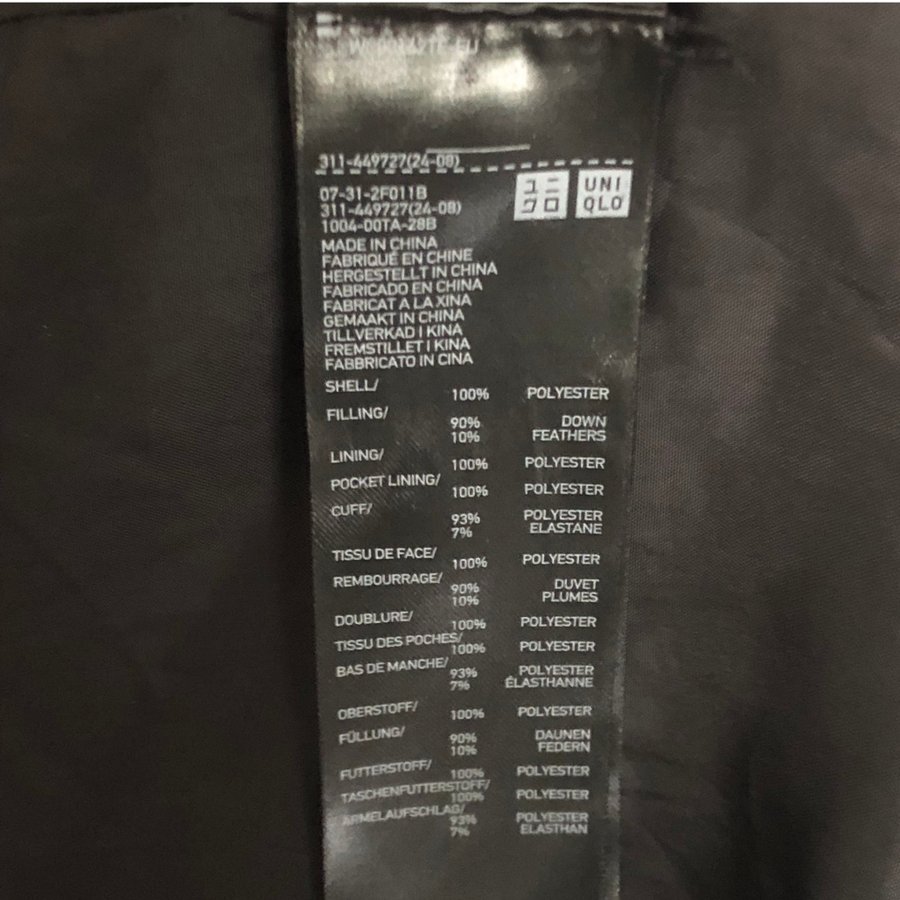 311-449727(24-08)
ユニ
クロ
UNI
QLO
07-31-2F011B
311-449727(24-08)
1004-00TA-28B
MADE IN CHINA
FABRIQUÉ EN CHINE
HERGESTELLT IN CHINA
FABRICADO EN CHINA
FABRICAT A LA XINA
GEMAAKT IN CHINA
TILLVERKAD I KINA
FREMSTILLET I KINA
FABBRICATO IN CINA
SHELL/
100% POLYESTER
FILLING/
90% DOWN
10% FEATHERS
LINING/
100% POLYESTER
POCKET LINING/
100% POLYESTER
CUFF/
93% POLYESTER
7% ELASTANE
TISSU DE FACE/
100% POLYESTER
REMBOURRAGE/
90% DUVET
10% PLUMES
DOUBLURE/
100% POLYESTER
TISSU DES POCHES/
100% POLYESTER
BAS DE MANCHE/
93% POLYESTER
7% ÉLASTHANNE
OBERSTOFF/
100% POLYESTER
FÜLLUNG/
90% DAUNEN
10% FEDERN
FUTTERSTOFF/
100% POLYESTER
TASCHENFUTTERSTOFF/
100% POLYESTER
ÄRMELAUFSCHLAG/
93% POLYESTER
7% ELASTHAN